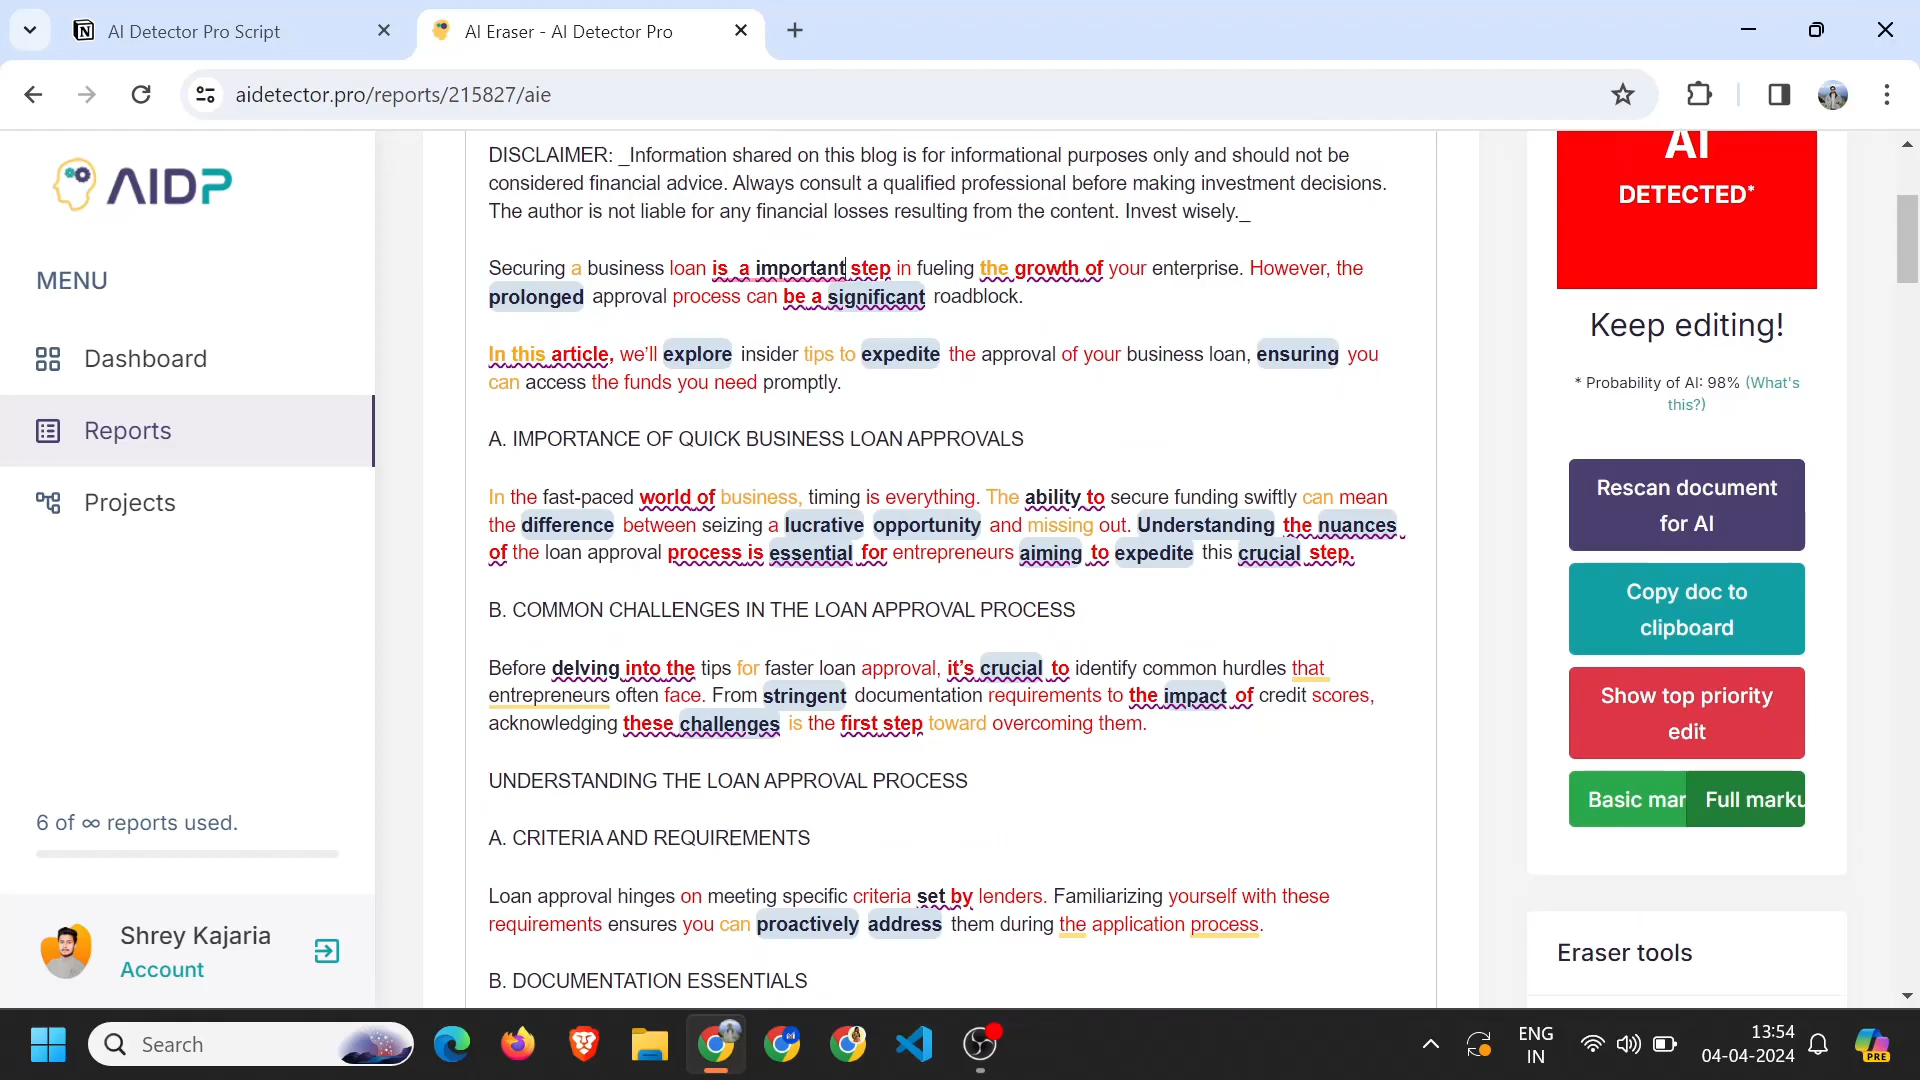 AI Detector Pro Script
AI Eraser - AI Detector Pro
aidetector.pro/reports/215827/aie
AIDP
MENU
Dashboard
Reports
Projects
6 of ∞ reports used.
Shrey Kajaria
Account
DISCLAIMER: _Information shared on this blog is for informational purposes only and should not be
considered financial advice. Always consult a qualified professional before making investment decisions.
The author is not liable for any financial losses resulting from the content. Invest wisely._
Securing a business loan is a important step in fueling the growth of your enterprise. However, the
prolonged approval process can be a significant roadblock.
In this article, we’ll explore insider tips to expedite the approval of your business loan, ensuring you
can access the funds you need promptly.
A. IMPORTANCE OF QUICK BUSINESS LOAN APPROVALS
In the fast-paced world of business, timing is everything. The ability to secure funding swiftly can mean
the difference between seizing a lucrative opportunity and missing out. Understanding the nuances
of the loan approval process is essential for entrepreneurs aiming to expedite this crucial step.
B. COMMON CHALLENGES IN THE LOAN APPROVAL PROCESS
Before delving into the tips for faster loan approval, it’s crucial to identify common hurdles that
entrepreneurs often face. From stringent documentation requirements to the impact of credit scores,
acknowledging these challenges is the first step toward overcoming them.
UNDERSTANDING THE LOAN APPROVAL PROCESS
A. CRITERIA AND REQUIREMENTS
Loan approval hinges on meeting specific criteria set by lenders. Familiarizing yourself with these
requirements ensures you can proactively address them during the application process.
B. DOCUMENTATION ESSENTIALS
AI
DETECTED*
Keep editing!
* Probability of AI: 98% (What's
this?)
Rescan document
for AI
Copy doc to
clipboard
Show top priority
edit
Basic mar Full marku
Eraser tools
Search
ENG
IN
13:54
04-04-2024
PRE